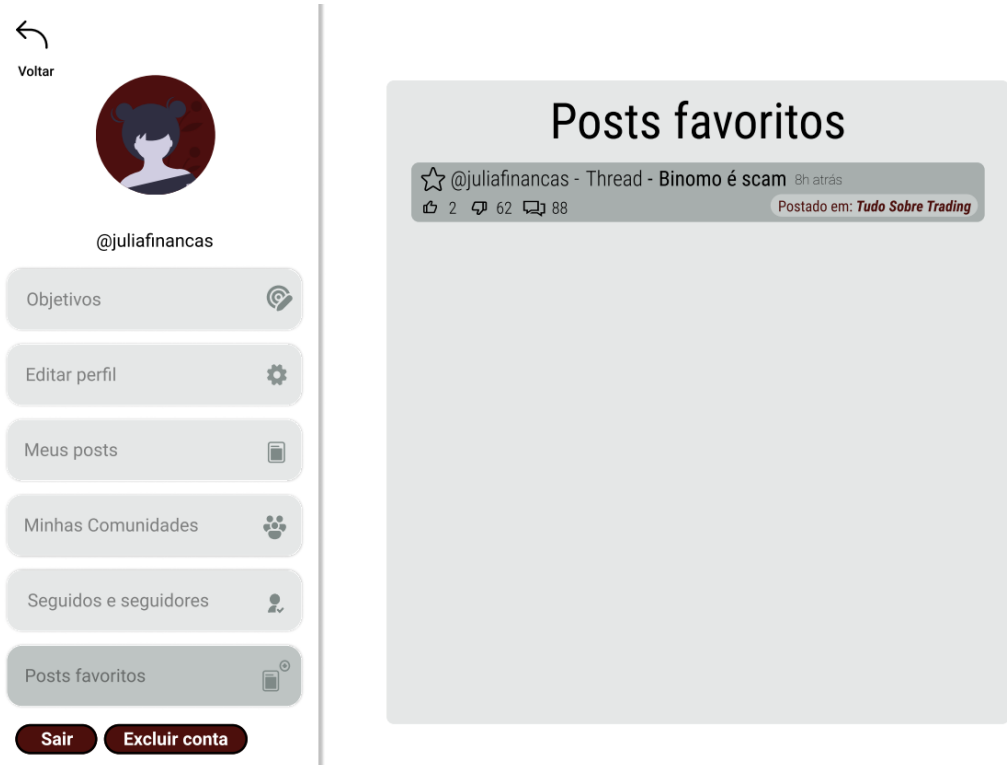 Voltar
@juliafinancas
Objetivos
Editar perfil
Meus posts
Minhas Comunidades
Seguidos e seguidores
Posts favoritos
Sair
Excluir conta
Posts favoritos
@juliafinancas - Thread - Binomo é scam 8h atrás
2 62 88
Postado em: Tudo Sobre Trading